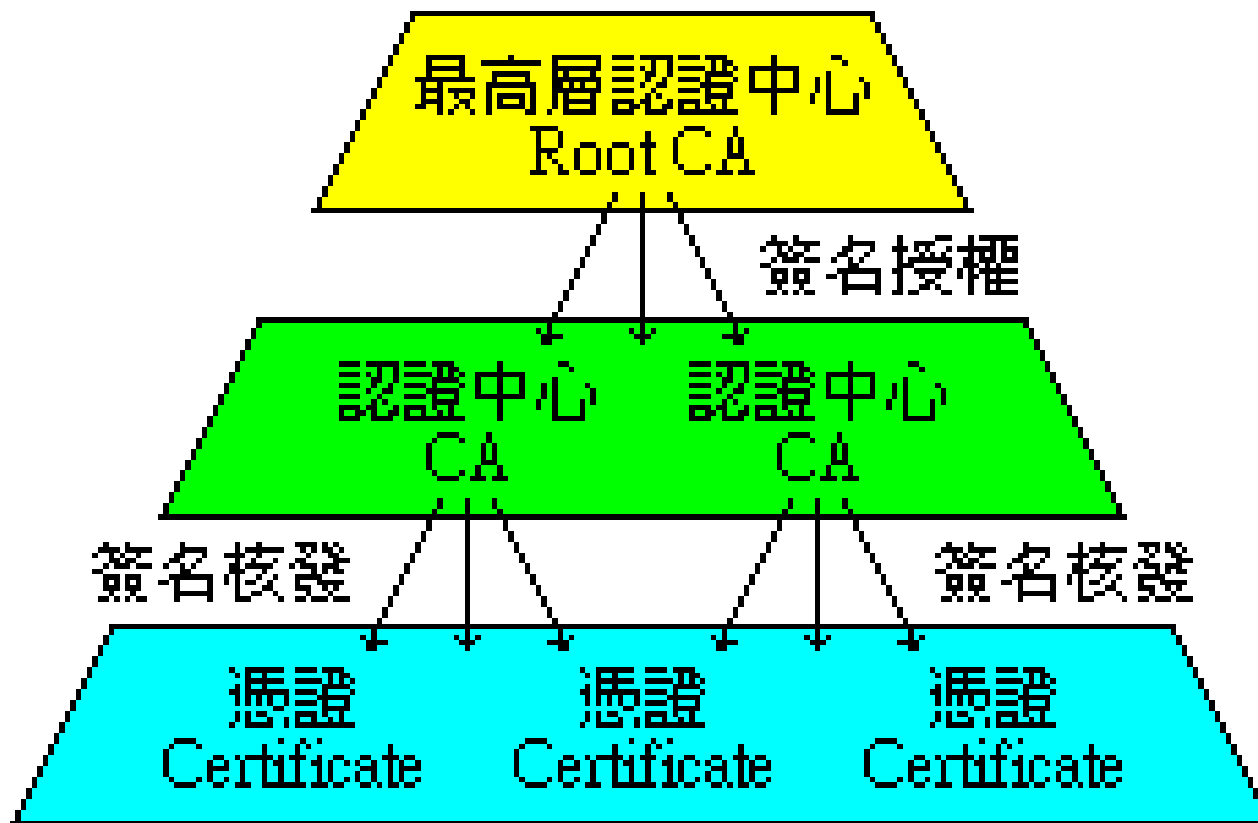 最高層認證中心
Root CA
簽名授權
認證中心 認證中心
CA CA
簽名核發 簽名核發
憑證 憑證 憑證
Certificate Certificate Certificate